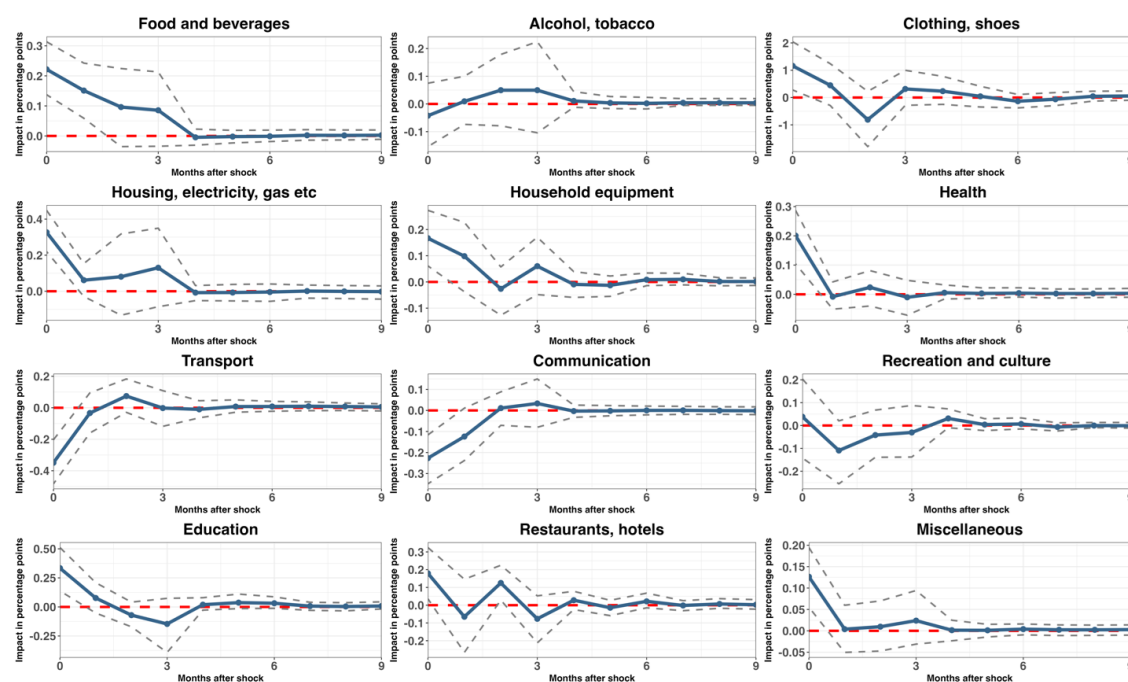 Food and beverages
Impact in percentage points
0.3
0.2
0.1
0.0
0 3 6 9
Months after shock
Alcohol, tobacco
Impact in percentage points
0.2
0.1
0.0
-0.1
0 3 6 9
Months after shock
Clothing, shoes
Impact in percentage points
2
1
0
-1
0 3 6 9
Months after shock
Housing, electricity, gas etc
Impact in percentage points
0.4
0.2
0.0
0 3 6 9
Months after shock
Household equipment
Impact in percentage points
0.2
0.1
0.0
-0.1
0 3 6 9
Months after shock
Health
Impact in percentage points
0.3
0.2
0.1
0.0
0 3 6 9
Months after shock
Transport
Impact in percentage points
0.2
0.0
-0.2
-0.4
0 3 6 9
Months after shock
Communication
Impact in percentage points
0.1
0.0
-0.1
-0.2
-0.3
0 3 6 9
Months after shock
Recreation and culture
Impact in percentage points
0.2
0.1
0.0
-0.1
-0.2
0 3 6 9
Months after shock
Education
Impact in percentage points
0.50
0.25
0.00
-0.25
0 3 6 9
Months after shock
Restaurants, hotels
Impact in percentage points
0.3
0.2
0.1
0.0
-0.1
-0.2
0 3 6 9
Months after shock
Miscellaneous
Impact in percentage points
0.20
0.15
0.10
0.05
0.00
-0.05
0 3 6 9
Months after shock